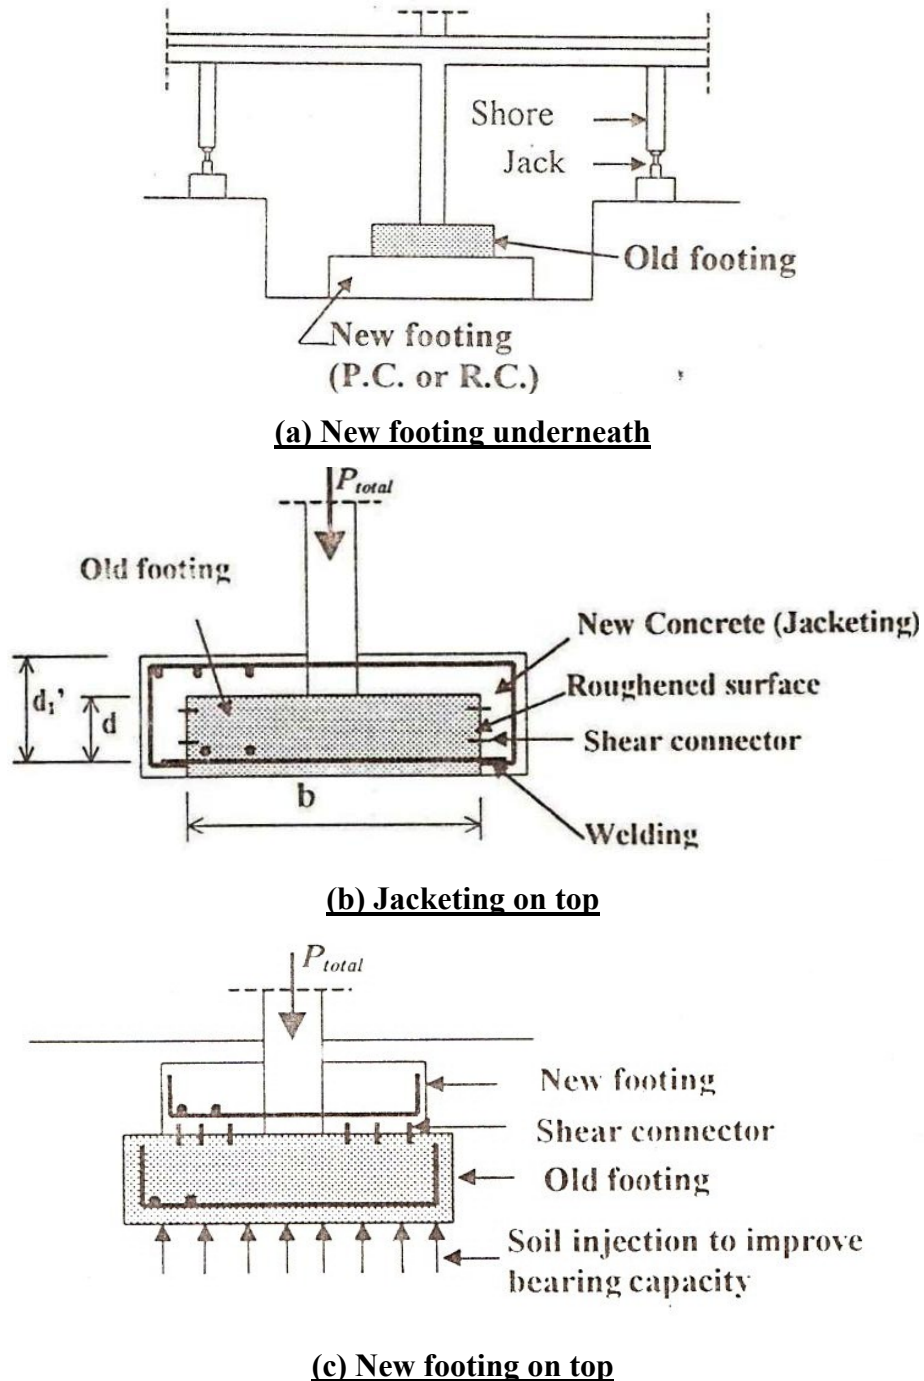 Shore
Jack
Old footing
New footing
(P.C. or R.C.)
(a) New footing underneath
P total
Old footing
New Concrete (Jacketing)
Roughened surface
d₁'
d
Shear connector
b
Welding
(b) Jacketing on top
P total
New footing
Shear connector
Old footing
Soil injection to improve
bearing capacity
(c) New footing on top